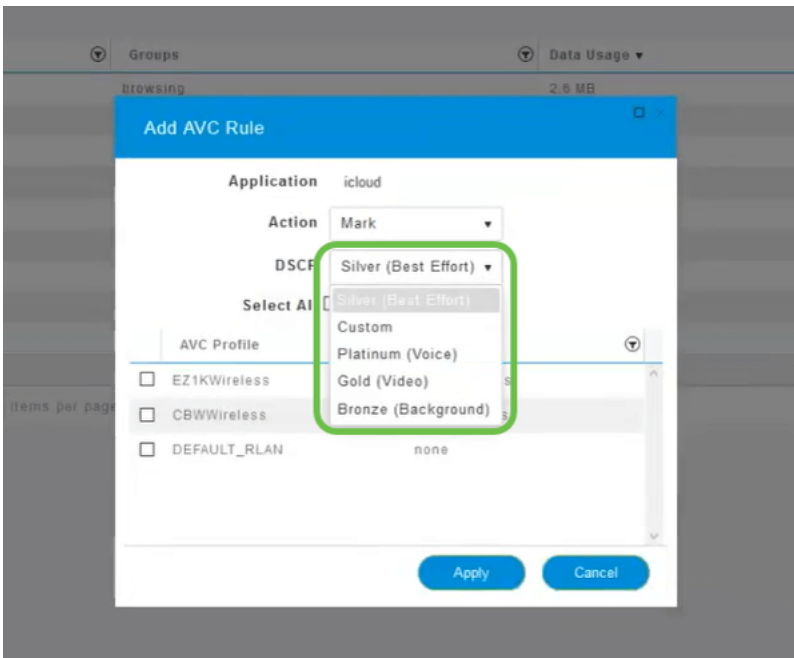 Groups Data Usage
browsing 2.6 MB
Add AVC Rule
Application icloud
Action Mark
DSCP Silver (Best Effort)
Select Al Silver (Best Effort)
Custom
AVC Profile Platinum (Voice)
EZ1KWireless Gold (Video) s
items per page CBWWireless Bronze (Background) s
DEFAULT_RLAN none
Apply Cancel